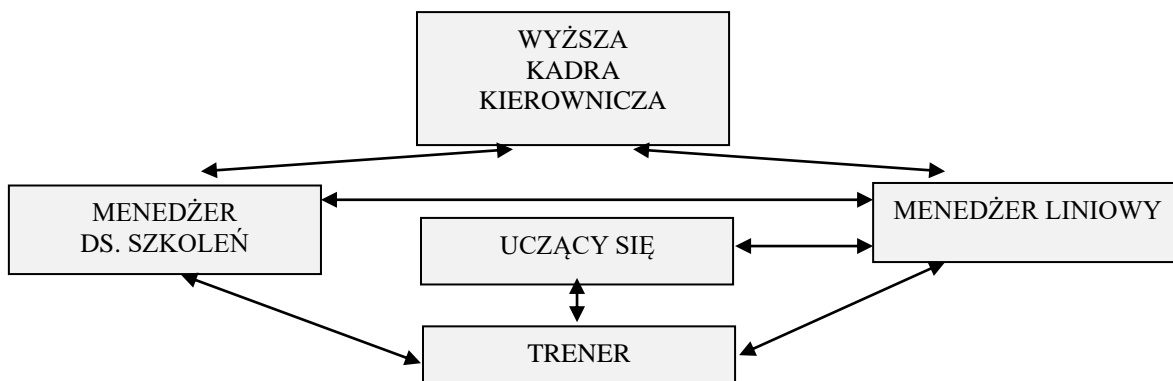 WYŻSZA
KADRA
KIEROWNICZA
MENEDŻER
DS. SZKOLEŃ
MENEDŻER LINIOWY
UCZĄCY SIĘ
TRENER